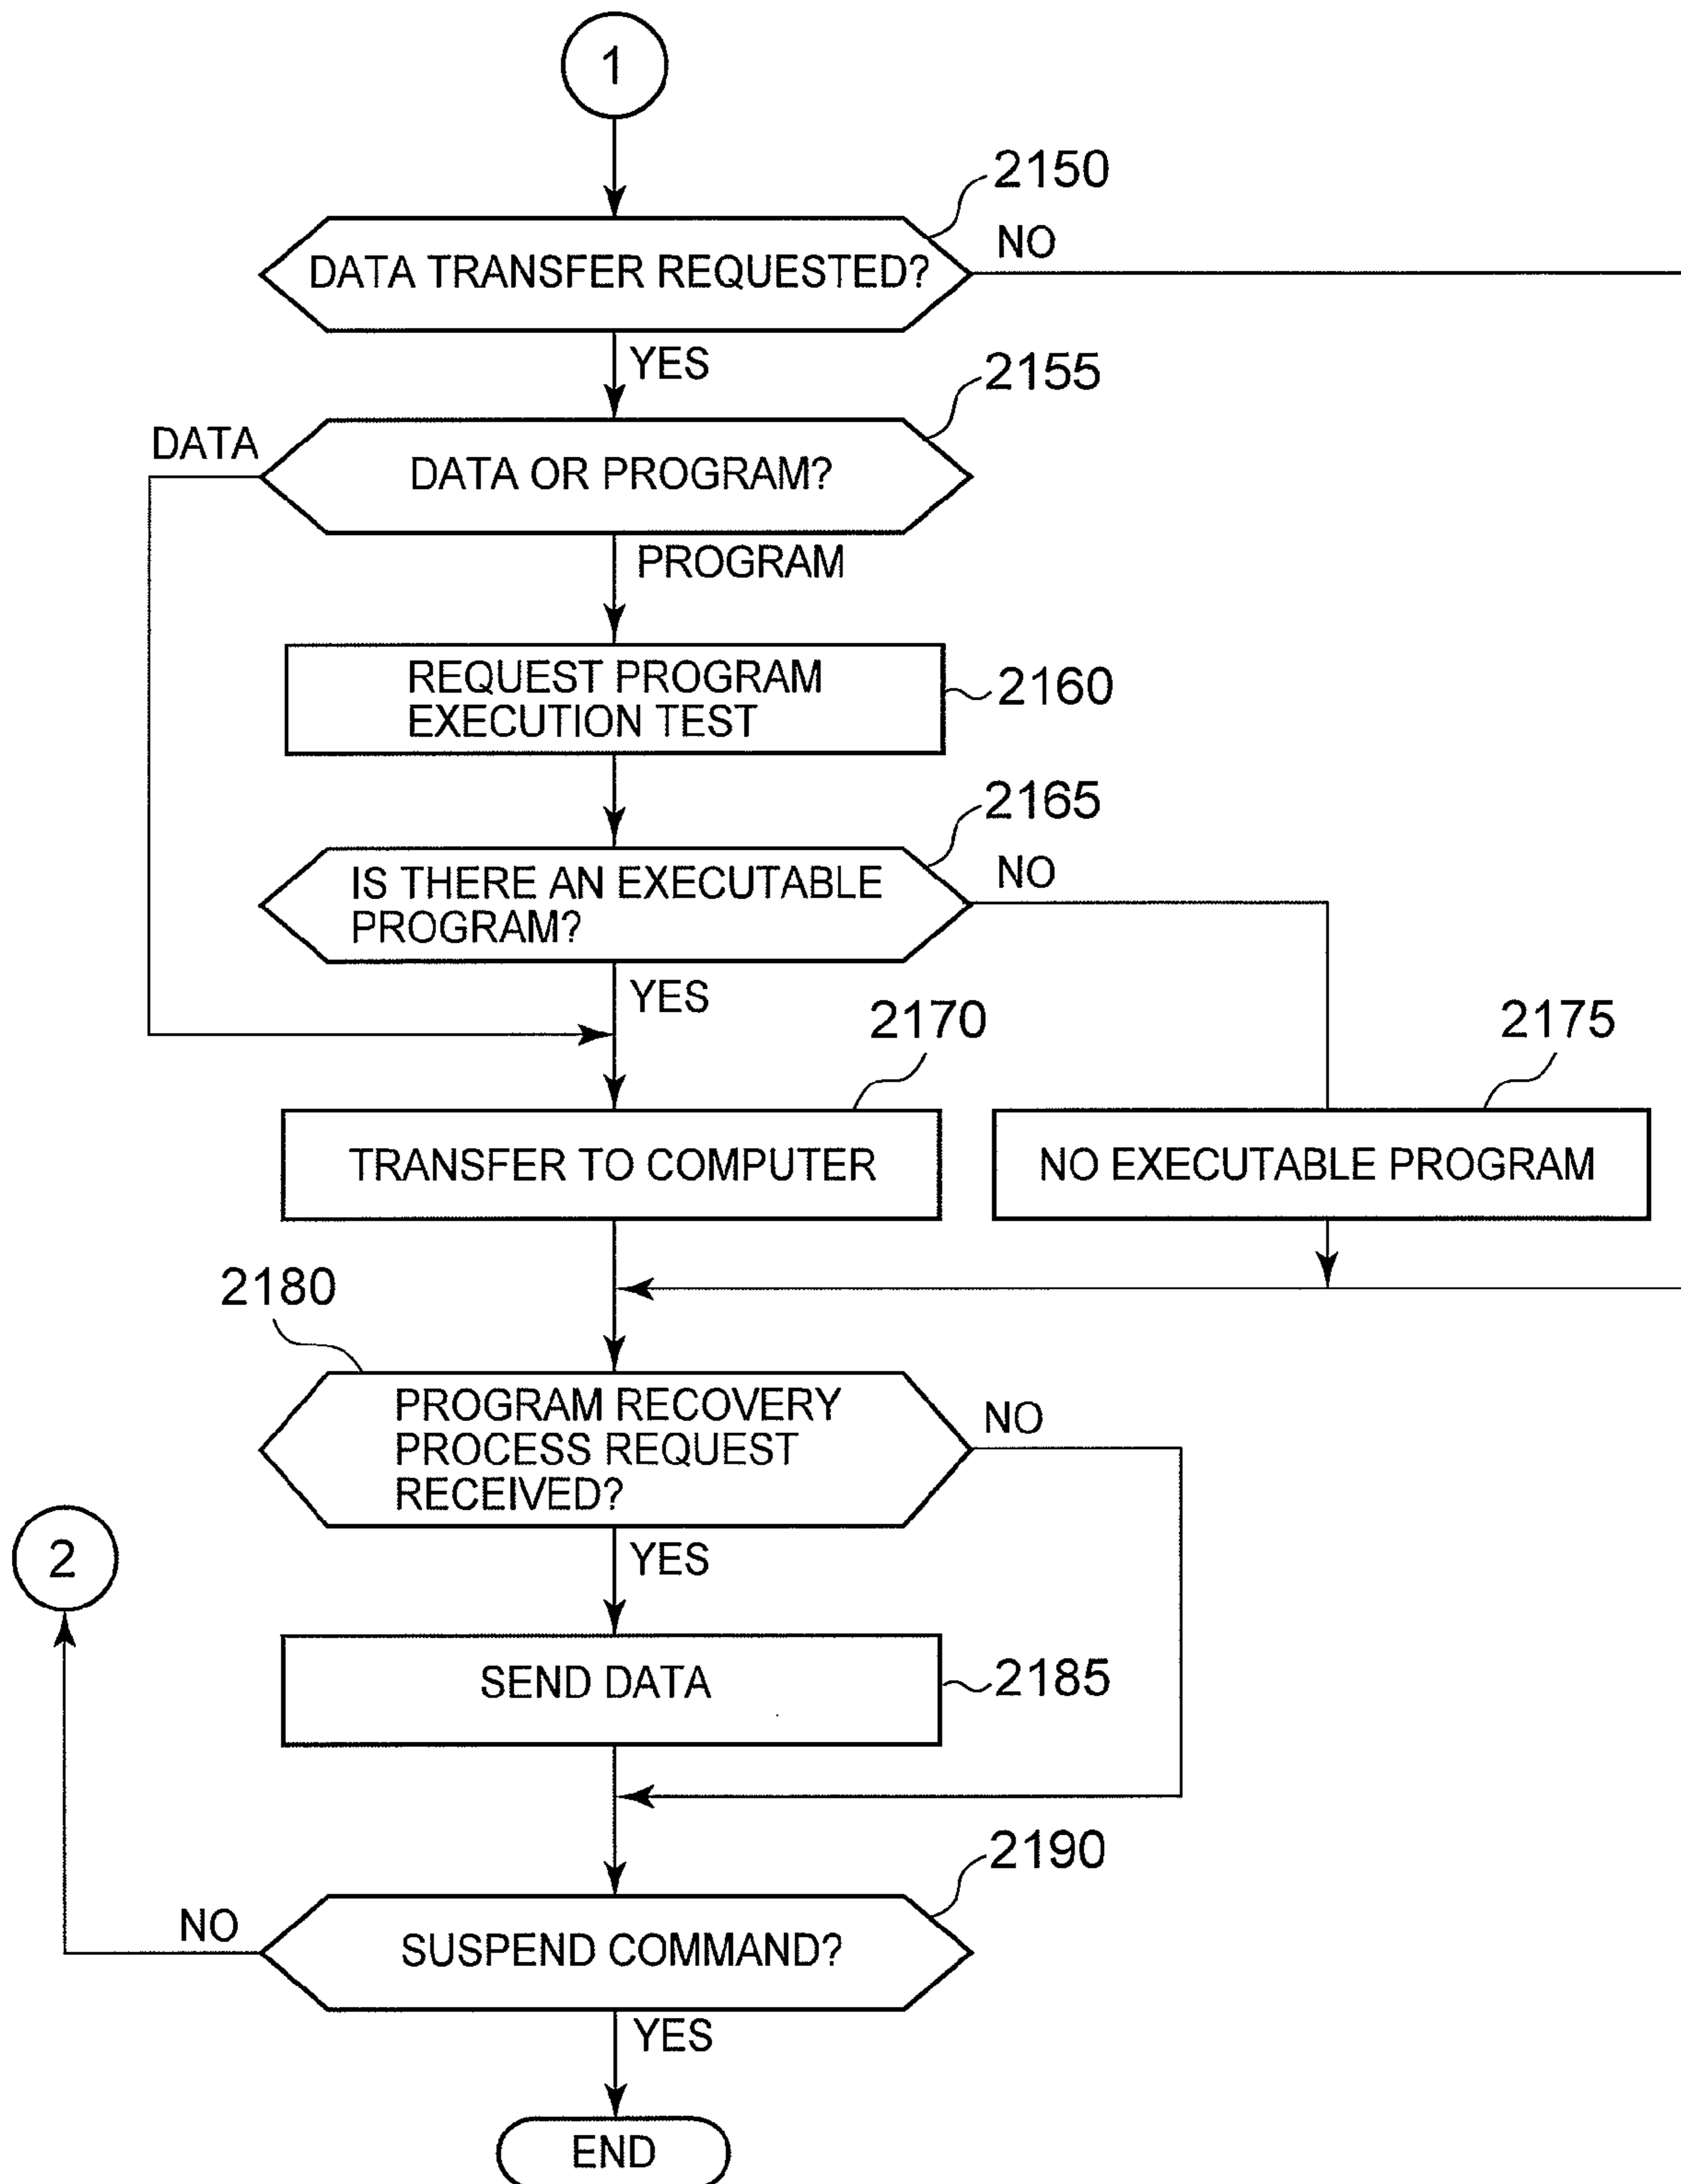 1
2150
NO
DATA TRANSFER REQUESTED?
YES
2155
DATA
DATA OR PROGRAM?
PROGRAM
REQUEST PROGRAM
EXECUTION TEST
2160
2165
NO
IS THERE AN EXECUTABLE
PROGRAM?
YES
2170
2175
TRANSFER TO COMPUTER
NO EXECUTABLE PROGRAM
2180
PROGRAM RECOVERY
PROCESS REQUEST
RECEIVED?
NO
2
YES
SEND DATA
2185
2190
NO
SUSPEND COMMAND?
YES
END